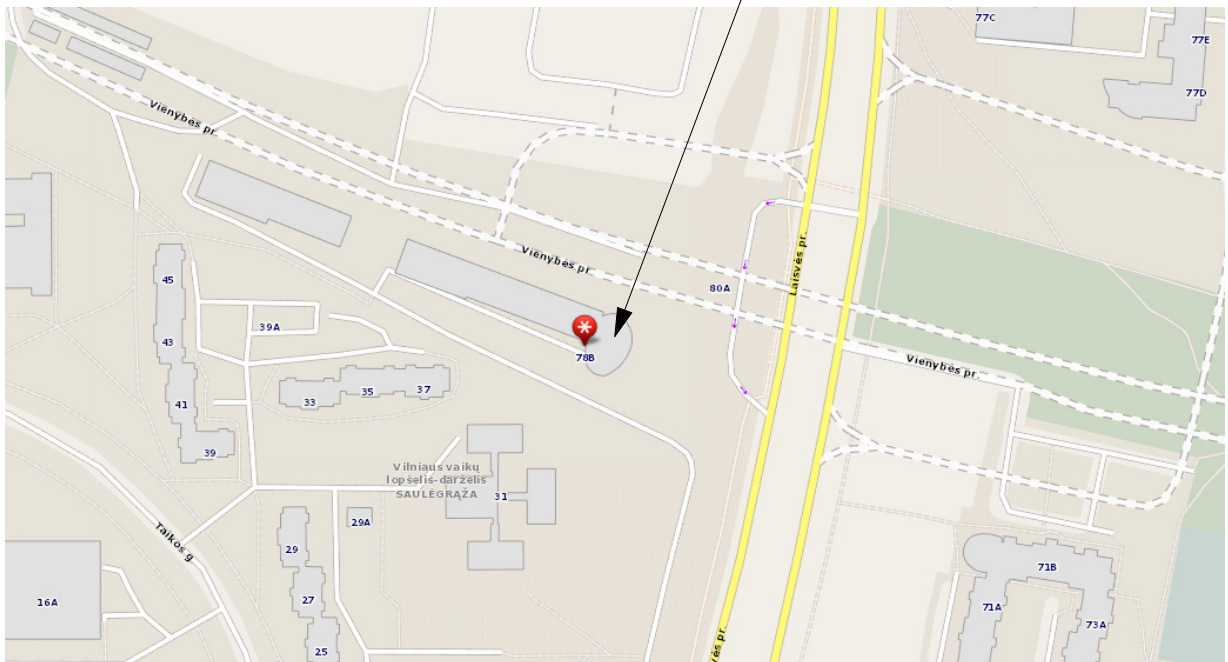 77C
77E
77D
Vienybės pr.
Vienybės pr.
Laisvės pr.
45
80A
39A
43
78B
Vienybės pr.
35
37
33
41
39
Vilniaus vaikų
lopšelis-darželis
SAULĖGRĄŽA
31
29A
Taikos g
29
71B
16A
27
71A
73A
25
vės pr.